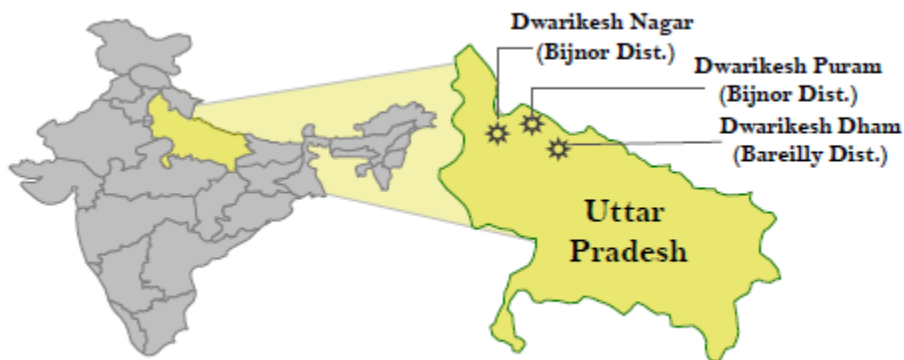 Dwarikesh Nagar
(Bijnor Dist.)
Dwarikesh Puram
(Bijnor Dist.)
Dwarikesh Dham
(Bareilly Dist.)
Uttar
Pradesh